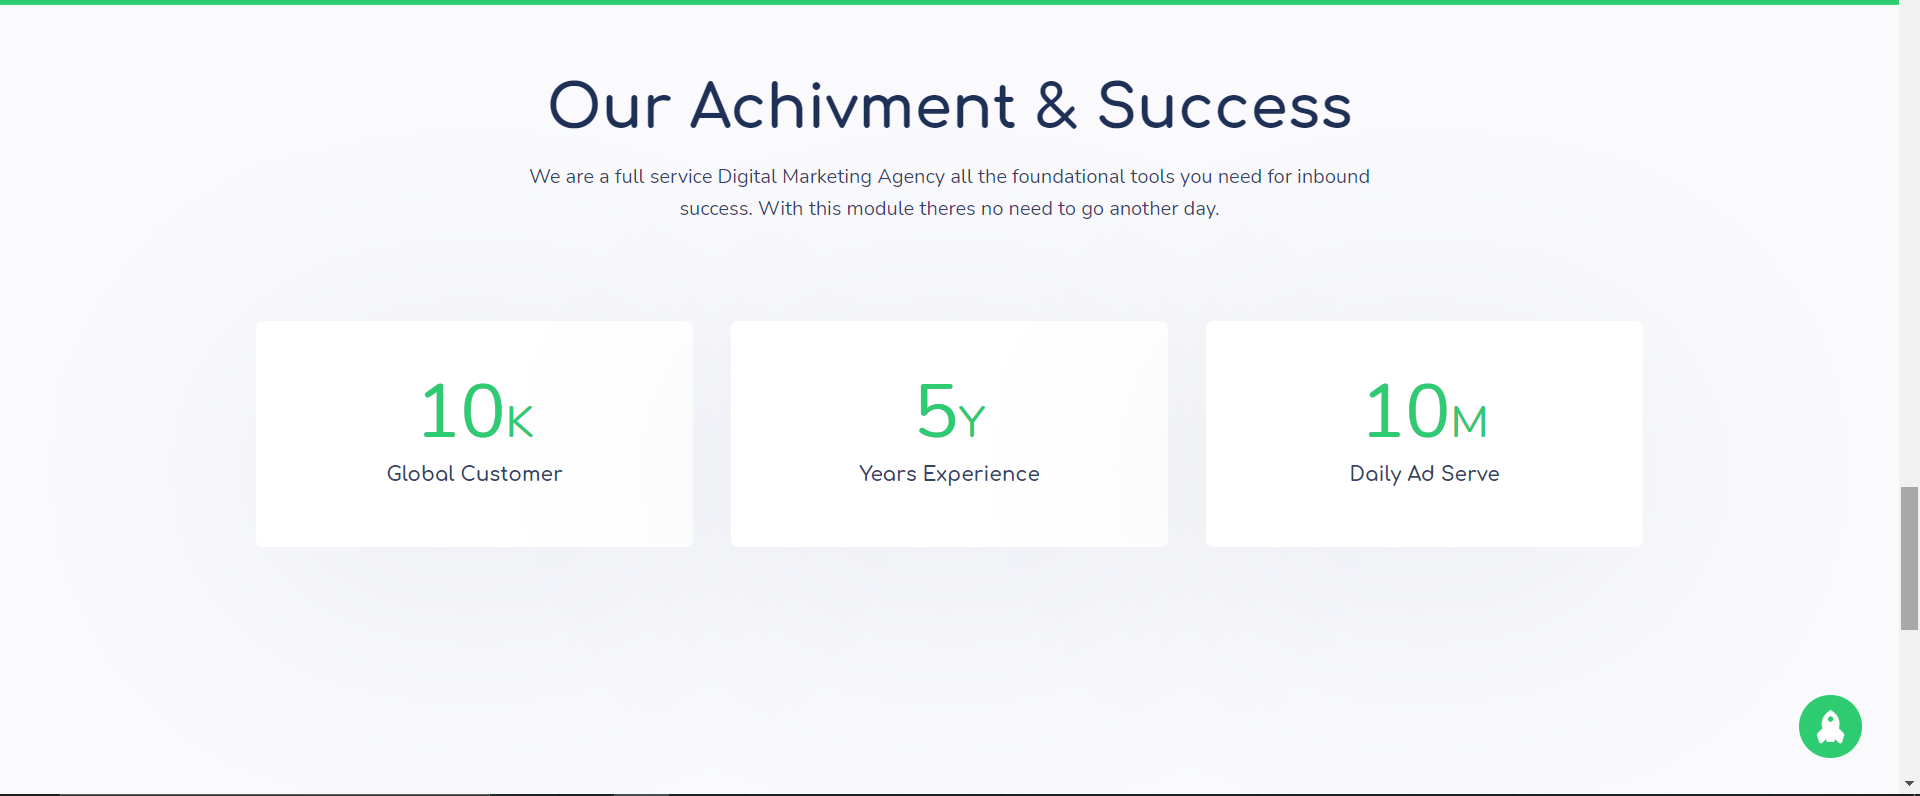 Our Achivment & Success
We are a full service Digital Marketing Agency all the foundational tools you need for inbound
success. With this module theres no need to go another day.
10K
Global Customer
5Y
Years Experience
10M
Daily Ad Serve